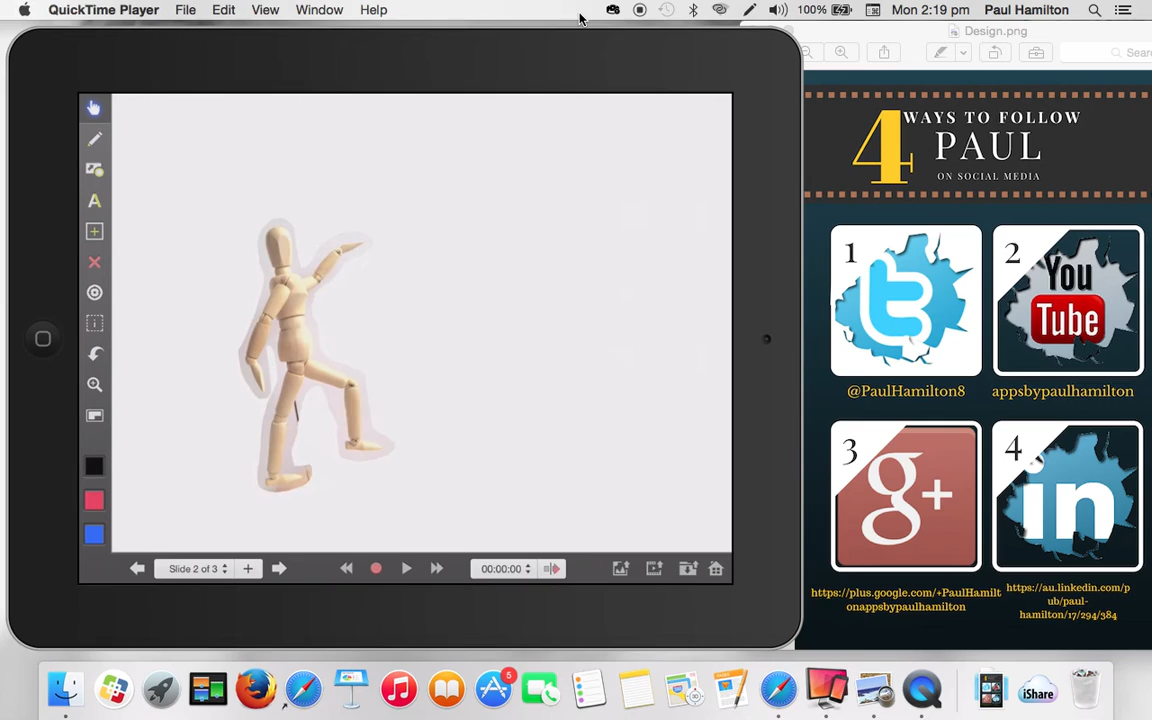 QuickTime Player File Edit View Window Help
100% Mon 2:19 pm Paul Hamilton
Design.png
A
Slide 2 of 3 +
00:00:00
4 WAYS TO FOLLOW
PAUL
ON SOCIAL MEDIA
1
t
@PaulHamilton8
2
You
Tube
appsbypaulhamilton
3
g+
https://plus.google.com/+PaulHamilt
onappsbypaulhamilton
4
in
https://au.linkedin.com/p
ub/paul-
hamilton/17/294/384
5
iShare